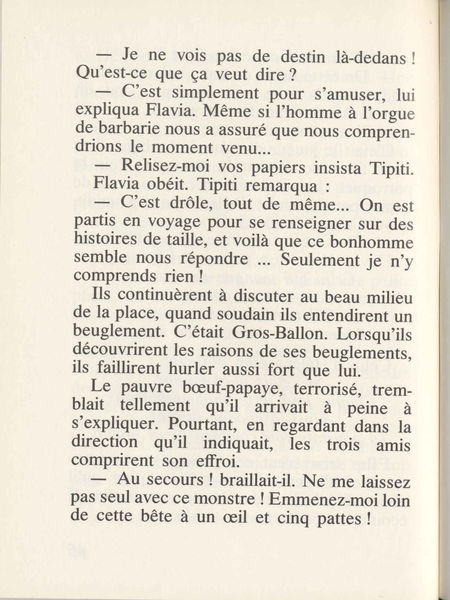 — Je ne vois pas de destin là-dedans !
Qu'est-ce que ça veut dire ?
— C'est simplement pour s'amuser, lui
expliqua Flavia. Même si l'homme à l'orgue
de barbarie nous a assuré que nous compren-
drions le moment venu...
— Relisez-moi vos papiers insista Tipiti.
Flavia obéit. Tipiti remarqua :
— C'est drôle, tout de même... On est
partis en voyage pour se renseigner sur des
histoires de taille, et voilà que ce bonhomme
semble nous répondre ... Seulement je n'y
comprends rien !
Ils continuèrent à discuter au beau milieu
de la place, quand soudain ils entendirent un
beuglement. C'était Gros-Ballon. Lorsqu'ils
découvrirent les raisons de ses beuglements,
ils faillirent hurler aussi fort que lui.
Le pauvre bœuf-papaye, terrorisé, trem-
blait tellement qu'il arrivait à peine à
s'expliquer. Pourtant, en regardant dans la
direction qu'il indiquait, les trois amis
comprirent son effroi.
— Au secours ! braillait-il. Ne me laissez
pas seul avec ce monstre ! Emmenez-moi loin
de cette bête à un œil et cinq pattes !